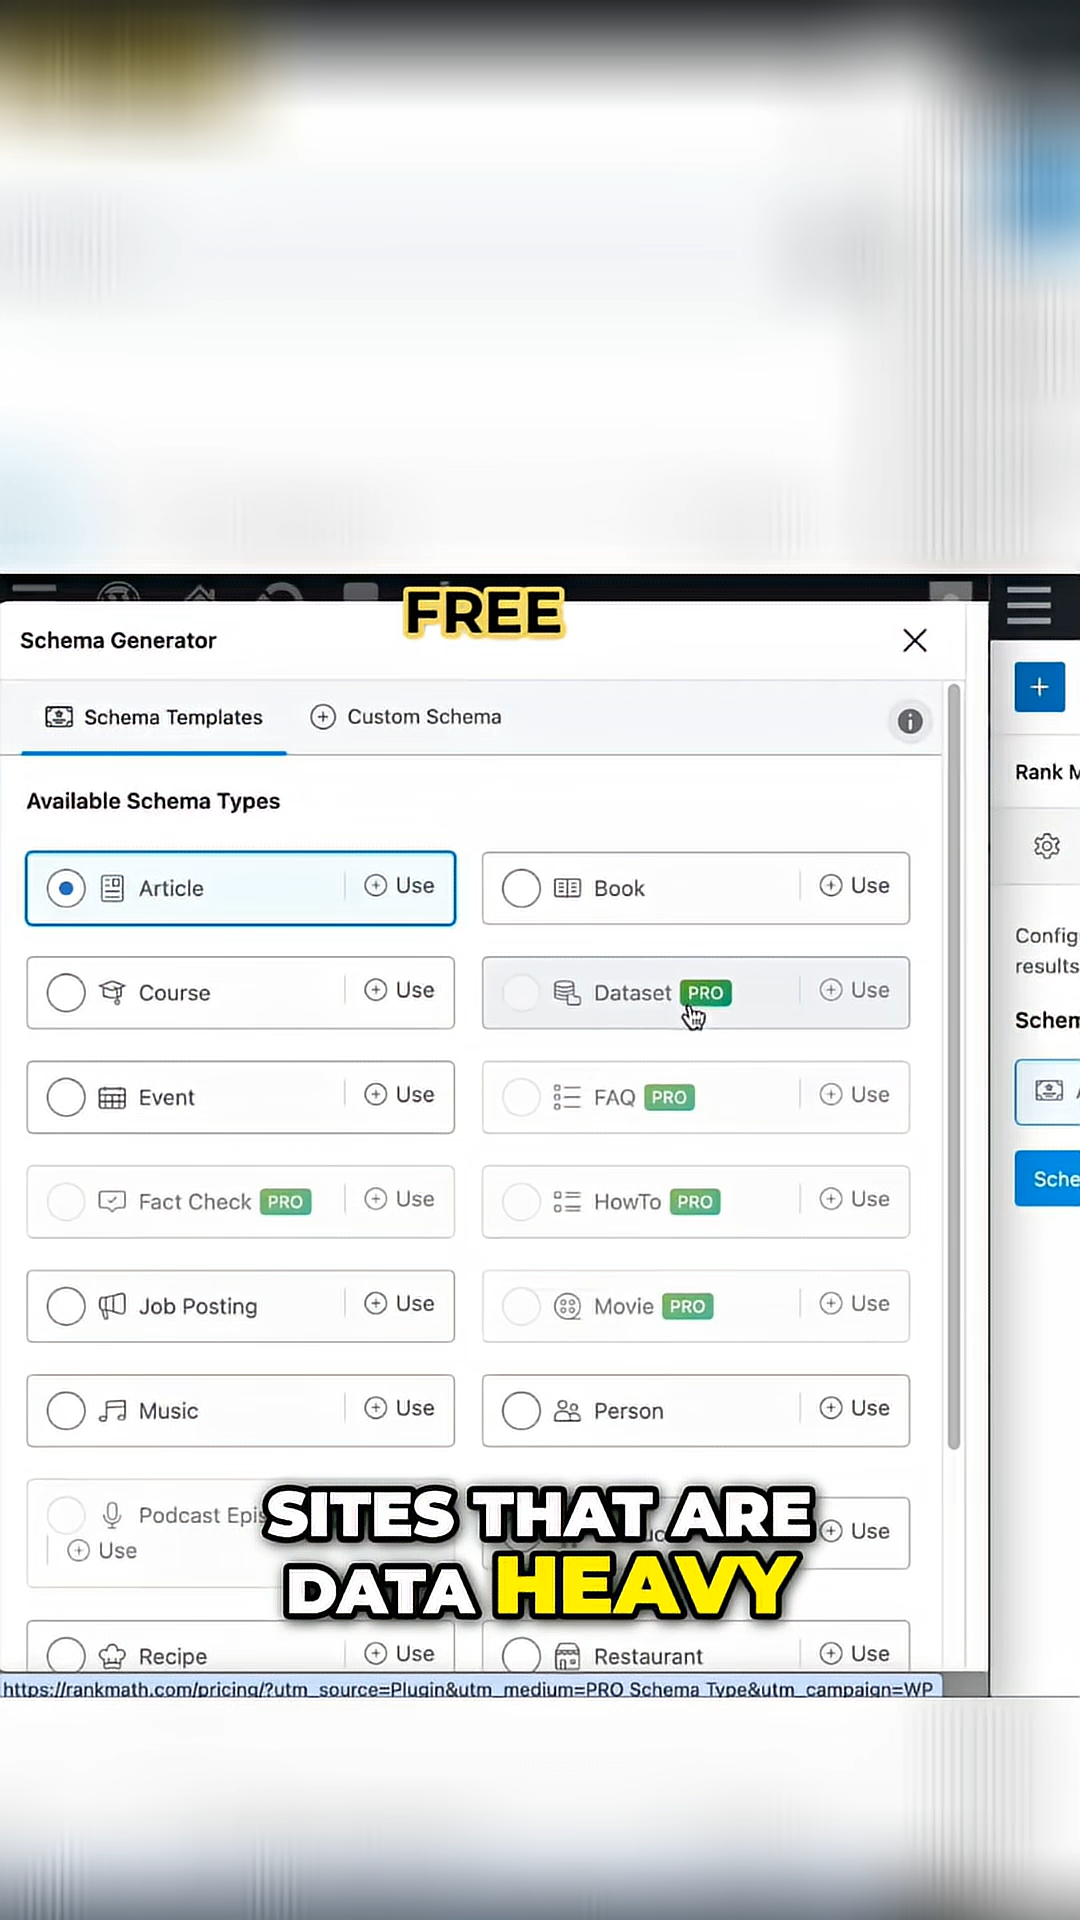 FREE
Schema Generator
Schema Templates
Custom Schema
Available Schema Types
Article
Use
Book
Use
Course
Use
Dataset PRO
Use
Event
Use
FAQ PRO
Use
Fact Check PRO
Use
HowTo PRO
Use
Job Posting
Use
Movie PRO
Use
Music
Use
Person
Use
Podcast Epis
Use
Use
SITES THAT ARE
DATA HEAVY
Recipe
Use
Restaurant
Use
https://rankmath.com/pricing/?utm_source=Plugin&utm_medium=PRO Schema Type&utm_campaign=WP
Rank M
Config
results
Schem
Sche